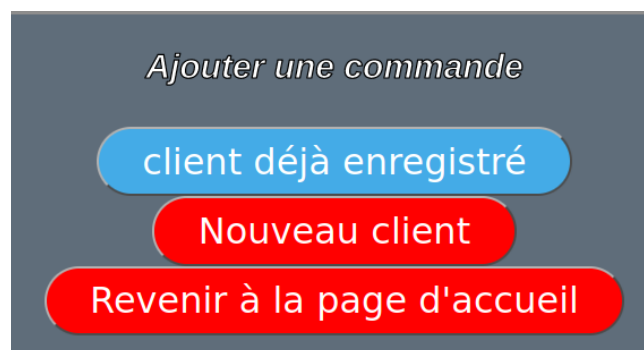 Ajouter une commande
client déjà enregistré
Nouveau client
Revenir à la page d'accueil